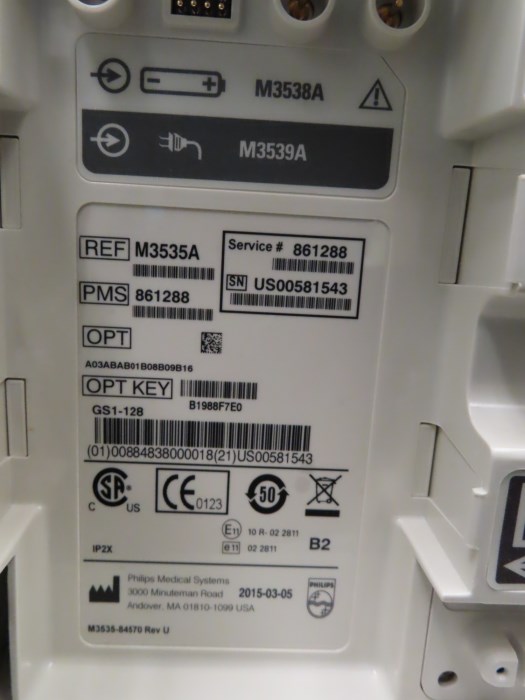 - + M3538A
M3539A
REF M3535A
Service # 861288
PMS 861288
SN US00581543
OPT
A03ABAB01B08B09B16
OPT KEY
B1988F7E0
GS1-128
(01)00884838000018(21)US00581543
C SA US
CE 0123
50
E11 10 R- 02 2811
e11 02 2811
B2
IP2X
Philips Medical Systems
3000 Minuteman Road
Andover, MA 01810-1099 USA
2015-03-05
PHILIPS
M3535-84570 Rev U